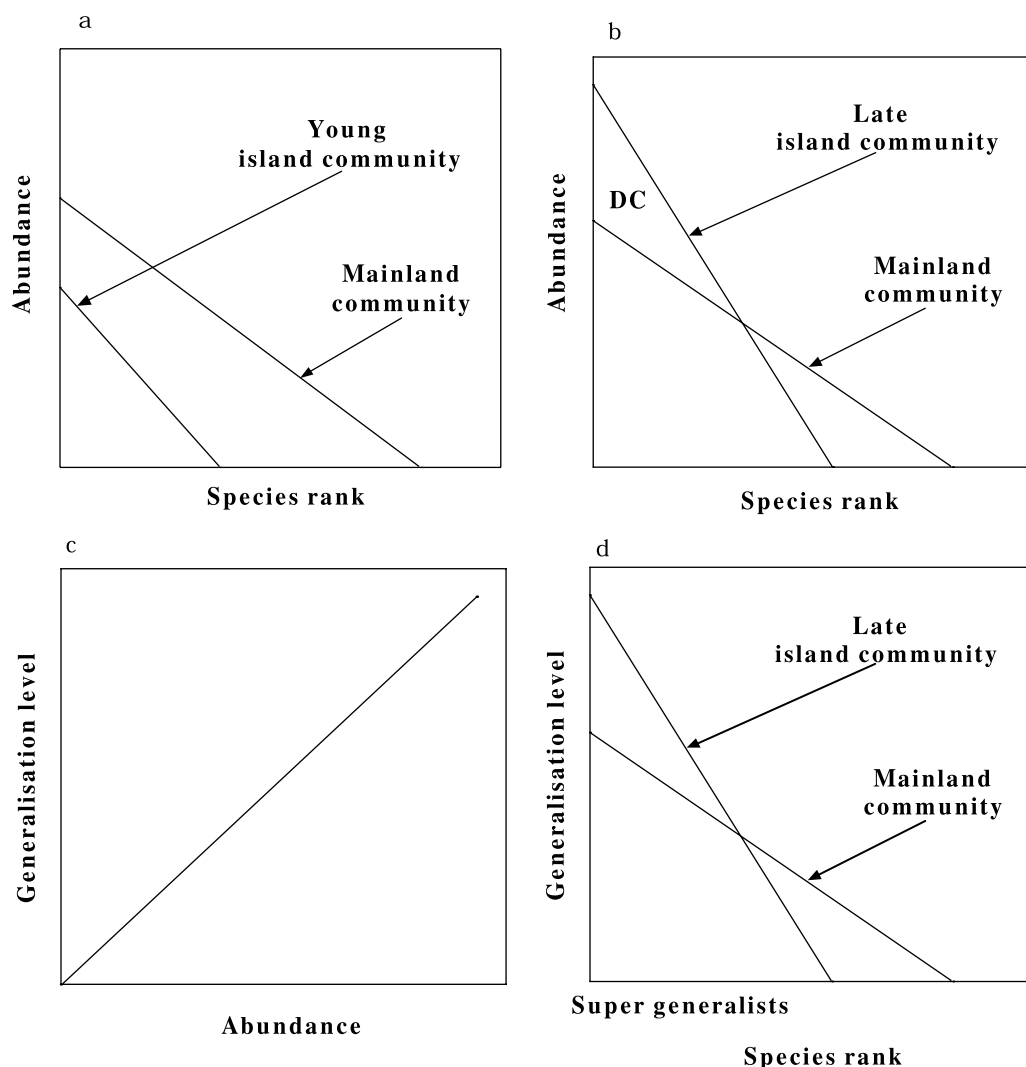 a
Young
island community
Mainland
community
Abundance
Species rank
b
Late
island community
DC
Mainland
community
Abundance
Species rank
c
Generalisation level
Abundance
d
Late
island community
Mainland
community
Generalisation level
Super generalists
Species rank